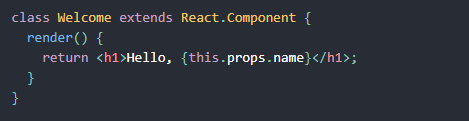 class Welcome extends React.Component {
  render() {
    return <h1>Hello, {this.props.name}</h1>;
  }
}